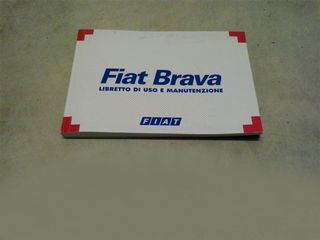 Fiat Brava
LIBRETTO DI USO E MANUTENZIONE
FIAT